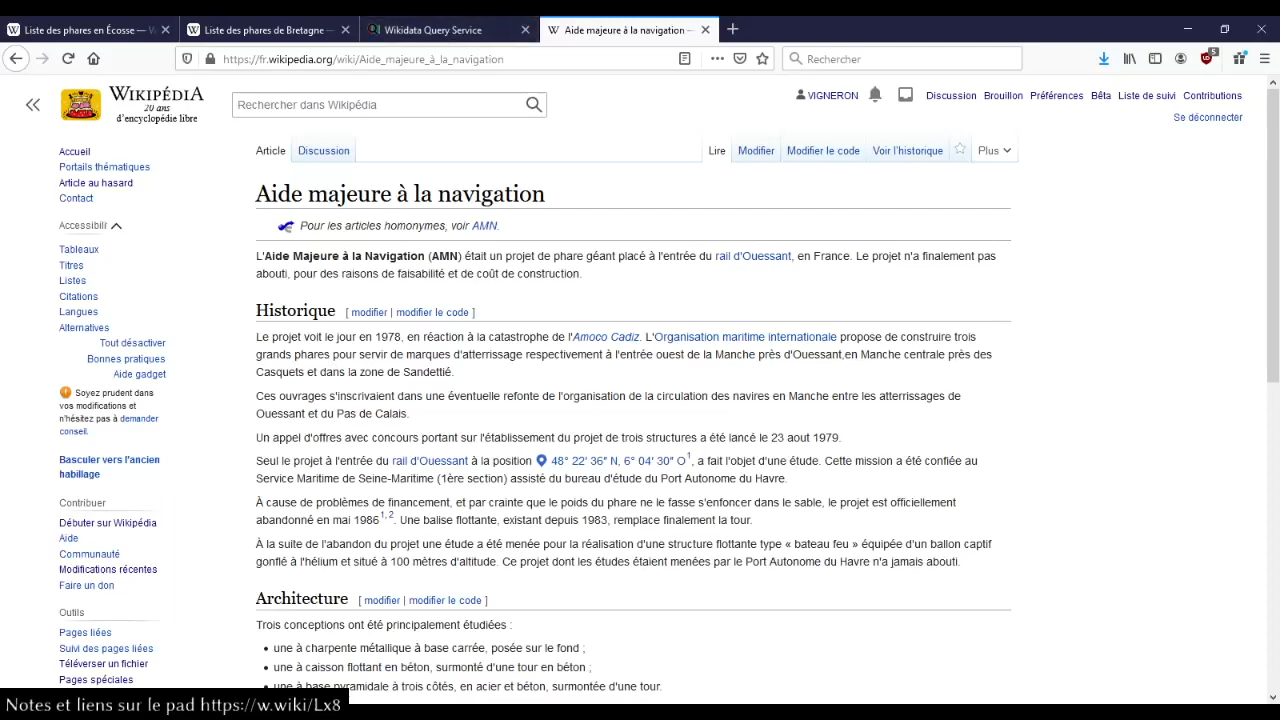 Liste des phares en Écosse — W
Liste des phares de Bretagne —
Wikidata Query Service
Aide majeure à la navigation —
https://fr.wikipedia.org/wiki/Aide_majeure_à_la_navigation
Rechercher
5
WIKIPÉDIA
20 ans
d'encyclopédie libre
Rechercher dans Wikipédia
VIGNERON
Discussion
Brouillon
Préférences
Bêta
Liste de suivi
Contributions
Se déconnecter
Accueil
Portails thématiques
Article au hasard
Contact
Accessibilit
Tableaux
Titres
Listes
Citations
Langues
Alternatives
Tout désactiver
Bonnes pratiques
Aide gadget
Soyez prudent dans
vos modifications et
n'hésitez pas à demander
conseil.
Basculer vers l'ancien
habillage
Contribuer
Débuter sur Wikipédia
Aide
Communauté
Modifications récentes
Faire un don
Outils
Pages liées
Suivi des pages liées
Téléverser un fichier
Pages spéciales
Article
Discussion
Lire
Modifier
Modifier le code
Voir l'historique
Plus
Aide majeure à la navigation
Pour les articles homonymes, voir AMN.
L'Aide Majeure à la Navigation (AMN) était un projet de phare géant placé à l'entrée du rail d'Ouessant, en France. Le projet n'a finalement pas
abouti, pour des raisons de faisabilité et de coût de construction.
Historique [ modifier | modifier le code ]
Le projet voit le jour en 1978, en réaction à la catastrophe de l'Amoco Cadiz. L'Organisation maritime internationale propose de construire trois
grands phares pour servir de marques d'atterrissage respectivement à l'entrée ouest de la Manche près d'Ouessant,en Manche centrale près des
Casquets et dans la zone de Sandettié.
Ces ouvrages s'inscrivaient dans une éventuelle refonte de l'organisation de la circulation des navires en Manche entre les atterrissages de
Ouessant et du Pas de Calais.
Un appel d'offres avec concours portant sur l'établissement du projet de trois structures a été lancé le 23 aout 1979.
Seul le projet à l'entrée du rail d'Ouessant à la position 48° 22′ 36″ N, 6° 04′ 30″ O1, a fait l'objet d'une étude. Cette mission a été confiée au
Service Maritime de Seine-Maritime (1ère section) assisté du bureau d'étude du Port Autonome du Havre.
À cause de problèmes de financement, et par crainte que le poids du phare ne le fasse s'enfoncer dans le sable, le projet est officiellement
abandonné en mai 19861, 2. Une balise flottante, existant depuis 1983, remplace finalement la tour.
À la suite de l'abandon du projet une étude a été menée pour la réalisation d'une structure flottante type « bateau feu » équipée d'un ballon captif
gonflé à l'hélium et situé à 100 mètres d'altitude. Ce projet dont les études étaient menées par le Port Autonome du Havre n'a jamais abouti.
Architecture [ modifier | modifier le code ]
Trois conceptions ont été principalement étudiées :
• une à charpente métallique à base carrée, posée sur le fond ;
• une à caisson flottant en béton, surmonté d'une tour en béton ;
• une à base pyramidale à trois côtés, en acier et béton, surmontée d'une tour.
Notes et liens sur le pad https://w.wiki/Lx8